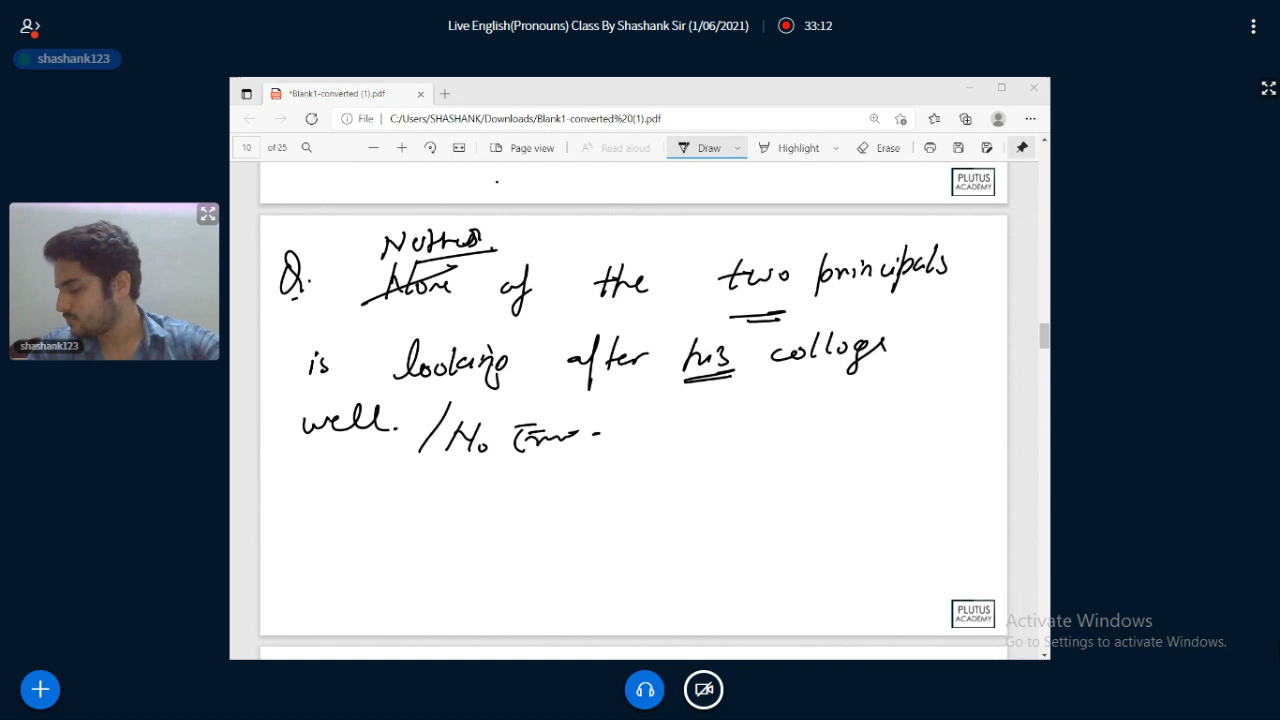 Live English(Pronouns) Class By Shashank Sir (1/06/2021)
33:12
shashank123
*Blank1-converted (1).pdf
File
C:/Users/SHASHANK/Downloads/Blank1-converted%20(1).pdf
10 of 25
Page view
Read aloud
Draw
Highlight
Erase
PLUTUS
ACADEMY
Q. None of the two principals
is looking after his college
well. / No Error.
shashank123
PLUTUS
ACADEMY
Activate Windows
Go to Settings to activate Windows.